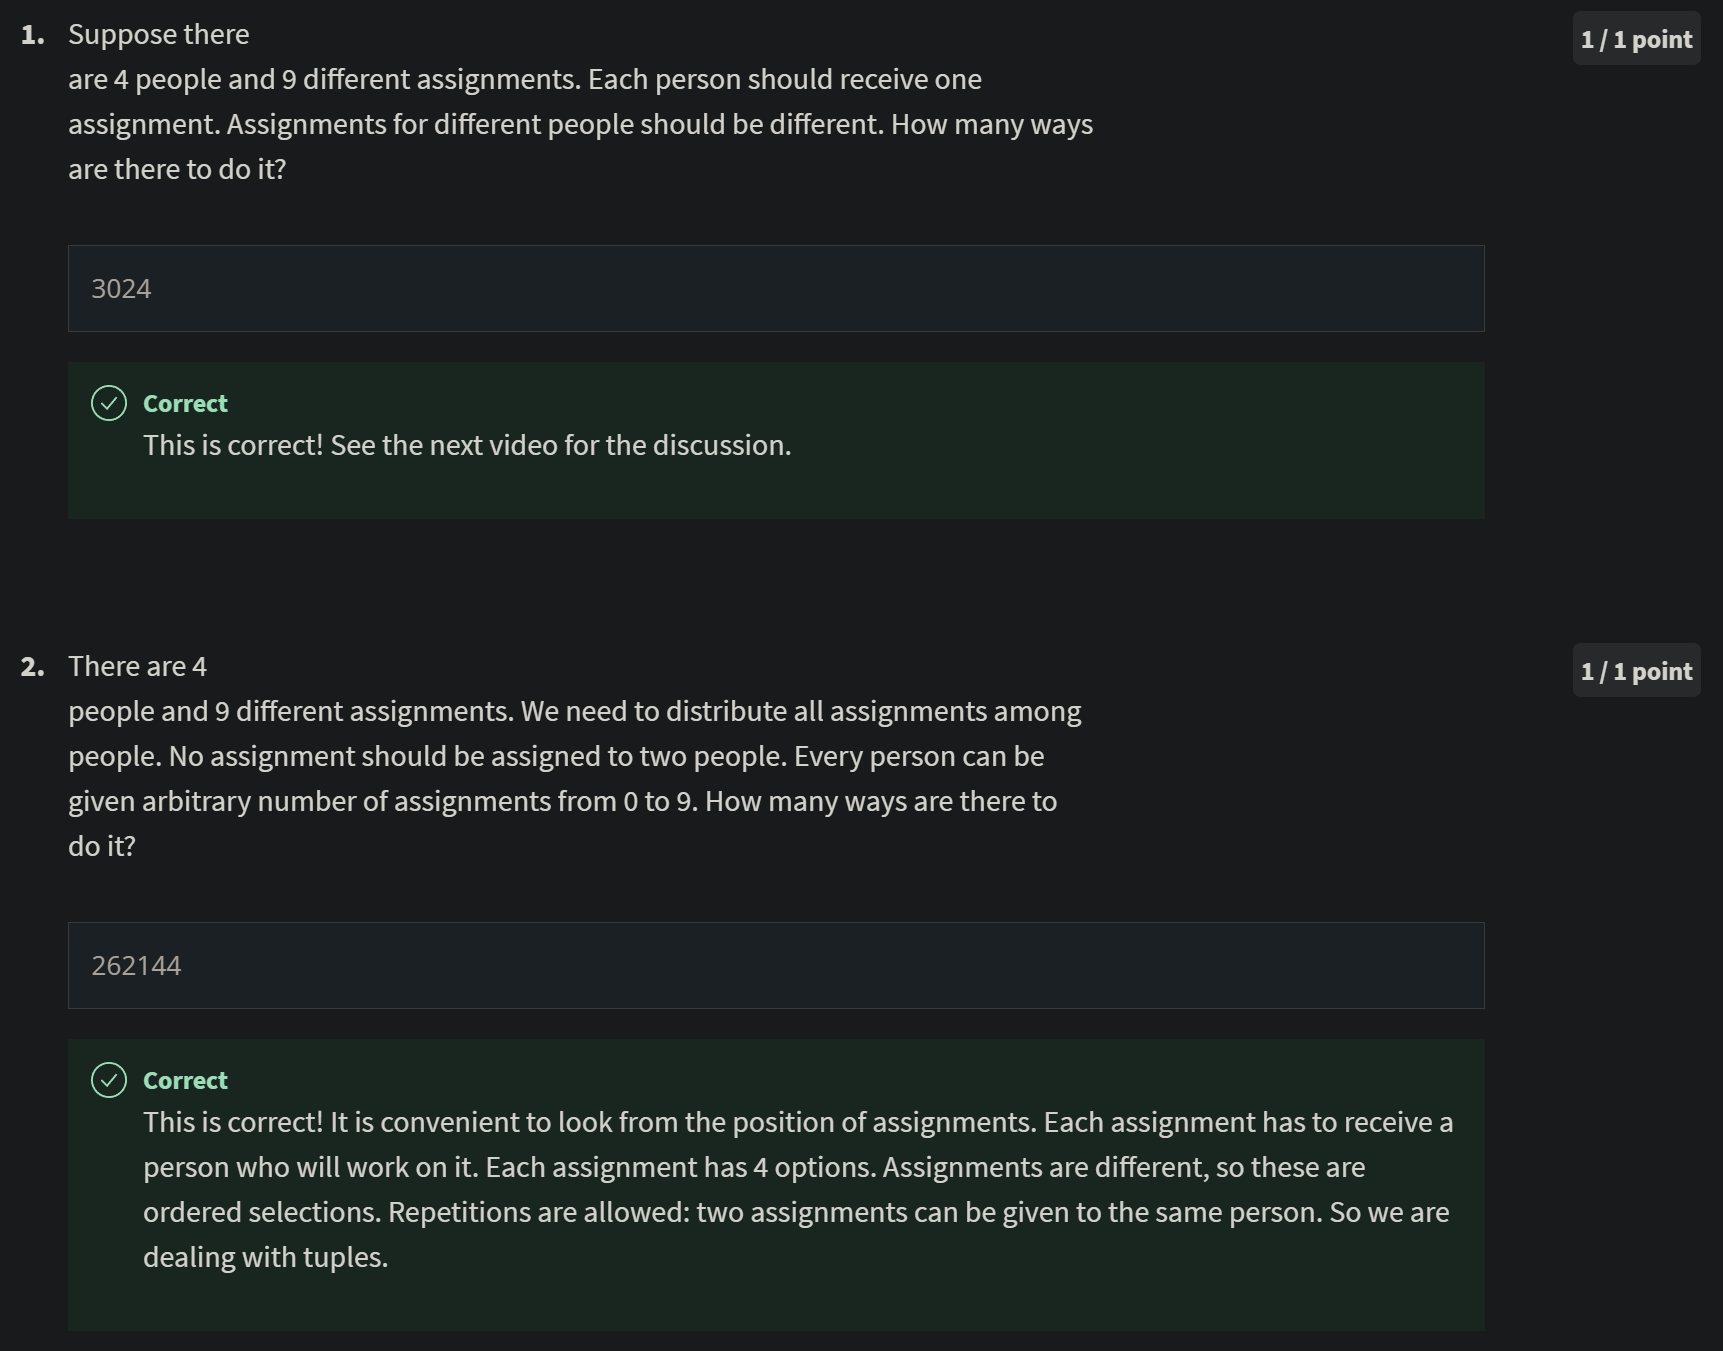 1. Suppose there
1 / 1 point
are 4 people and 9 different assignments. Each person should receive one
assignment. Assignments for different people should be different. How many ways
are there to do it?
3024
Correct
This is correct! See the next video for the discussion.
2. There are 4
1 / 1 point
people and 9 different assignments. We need to distribute all assignments among
people. No assignment should be assigned to two people. Every person can be
given arbitrary number of assignments from 0 to 9. How many ways are there to
do it?
262144
Correct
This is correct! It is convenient to look from the position of assignments. Each assignment has to receive a
person who will work on it. Each assignment has 4 options. Assignments are different, so these are
ordered selections. Repetitions are allowed: two assignments can be given to the same person. So we are
dealing with tuples.